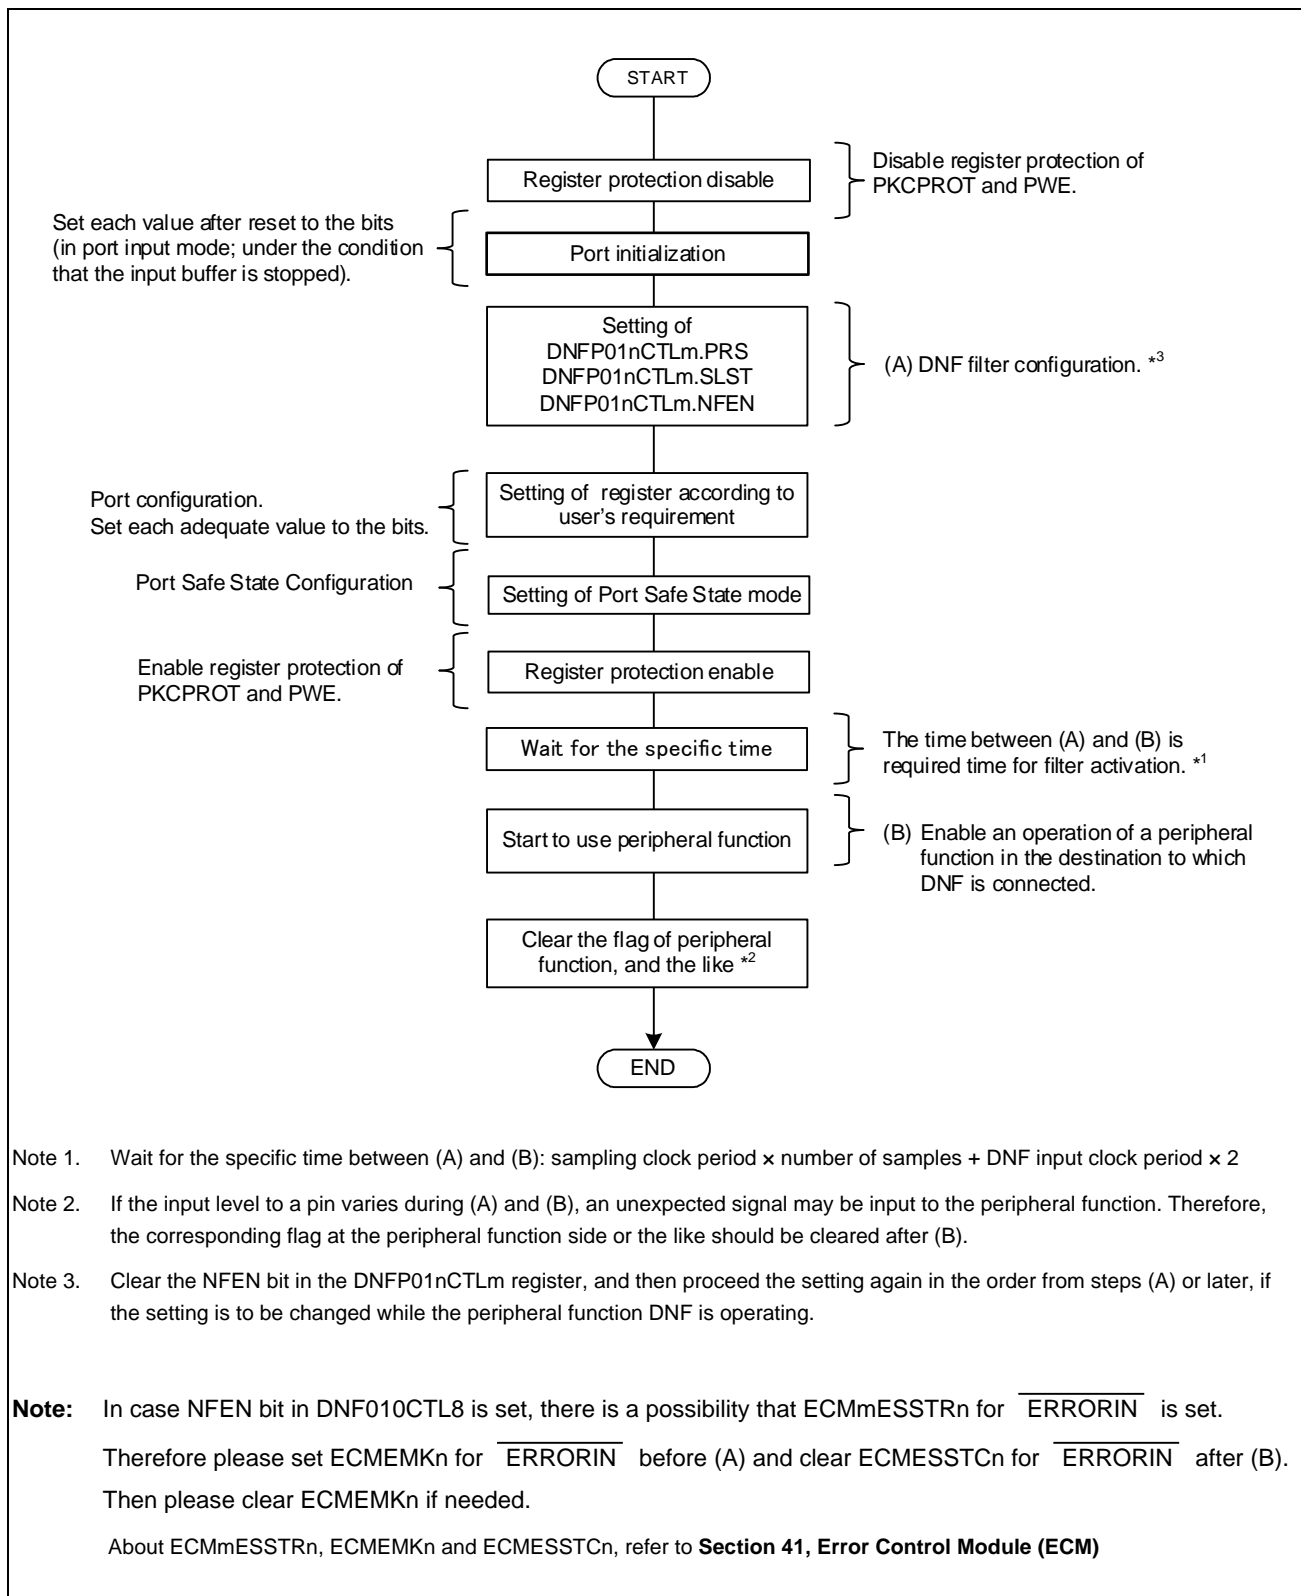 START
Register protection disable
Disable register protection of
PKCPROT and PWE.
Set each value after reset to the bits
(in port input mode; under the condition
that the input buffer is stopped).
Port initialization
Setting of
DNFP01nCTLm.PRS
DNFP01nCTLm.SLST
DNFP01nCTLm.NFEN
(A) DNF filter configuration. *3
Port configuration.
Set each adequate value to the bits.
Setting of register according to
user's requirement
Port Safe State Configuration
Setting of Port Safe State mode
Enable register protection of
PKCPROT and PWE.
Register protection enable
Wait for the specific time
The time between (A) and (B) is
required time for filter activation. *1
Start to use peripheral function
(B) Enable an operation of a peripheral
function in the destination to which
DNF is connected.
Clear the flag of peripheral
function, and the like *2
END
Note 1. Wait for the specific time between (A) and (B): sampling clock period × number of samples + DNF input clock period × 2
Note 2. If the input level to a pin varies during (A) and (B), an unexpected signal may be input to the peripheral function. Therefore,
the corresponding flag at the peripheral function side or the like should be cleared after (B).
Note 3. Clear the NFEN bit in the DNFP01nCTLm register, and then proceed the setting again in the order from steps (A) or later, if
the setting is to be changed while the peripheral function DNF is operating.
Note: In case NFEN bit in DNF010CTL8 is set, there is a possibility that ECMmESSTRn for ERRORIN is set.
Therefore please set ECMEMKn for ERRORIN before (A) and clear ECMESSTCn for ERRORIN after (B).
Then please clear ECMEMKn if needed.
About ECMmESSTRn, ECMEMKn and ECMESSTCn, refer to Section 41, Error Control Module (ECM)